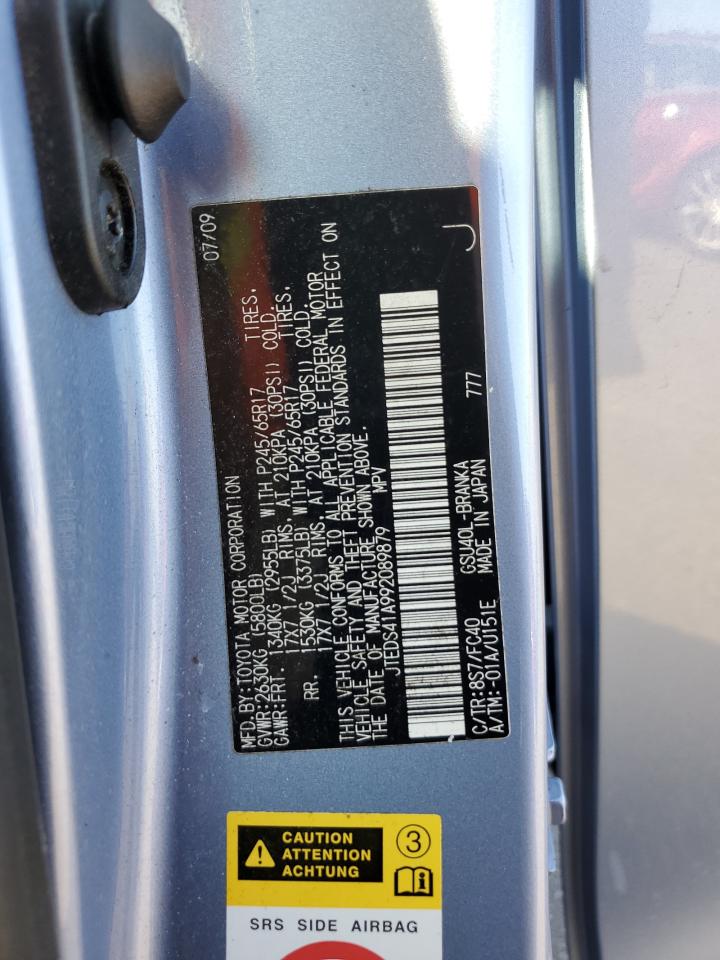 MFD.BY:TOYOTA MOTOR CORPORATION 07/09
GVWR:2630KG (5800LB)
GAWR:FRT. 1340KG (2955LB) WITH P245/65R17 TIRES,
17X7 1/2J RIMS, AT 210KPA (30PSI) COLD.
RR. 1530KG (3375LB) WITH P245/65R17 TIRES,
17X7 1/2J RIMS, AT 210KPA (30PSI) COLD.
THIS VEHICLE CONFORMS TO ALL APPLICABLE FEDERAL MOTOR
VEHICLE SAFETY AND THEFT PREVENTION STANDARDS IN EFFECT ON
THE DATE OF MANUFACTURE SHOWN ABOVE.
JTEDS41A992089879 MPV
C/TR:8S7/FC40 GSU40L-BRANKA 777
A/TM:-01A/U151E MADE IN JAPAN
J
CAUTION
ATTENTION
ACHTUNG
3
i
SRS SIDE AIRBAG